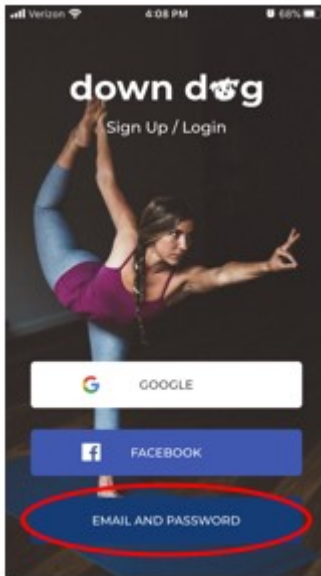 Verizon 4:08 PM 68%
down dog
Sign Up / Login
GOOGLE
FACEBOOK
EMAIL AND PASSWORD